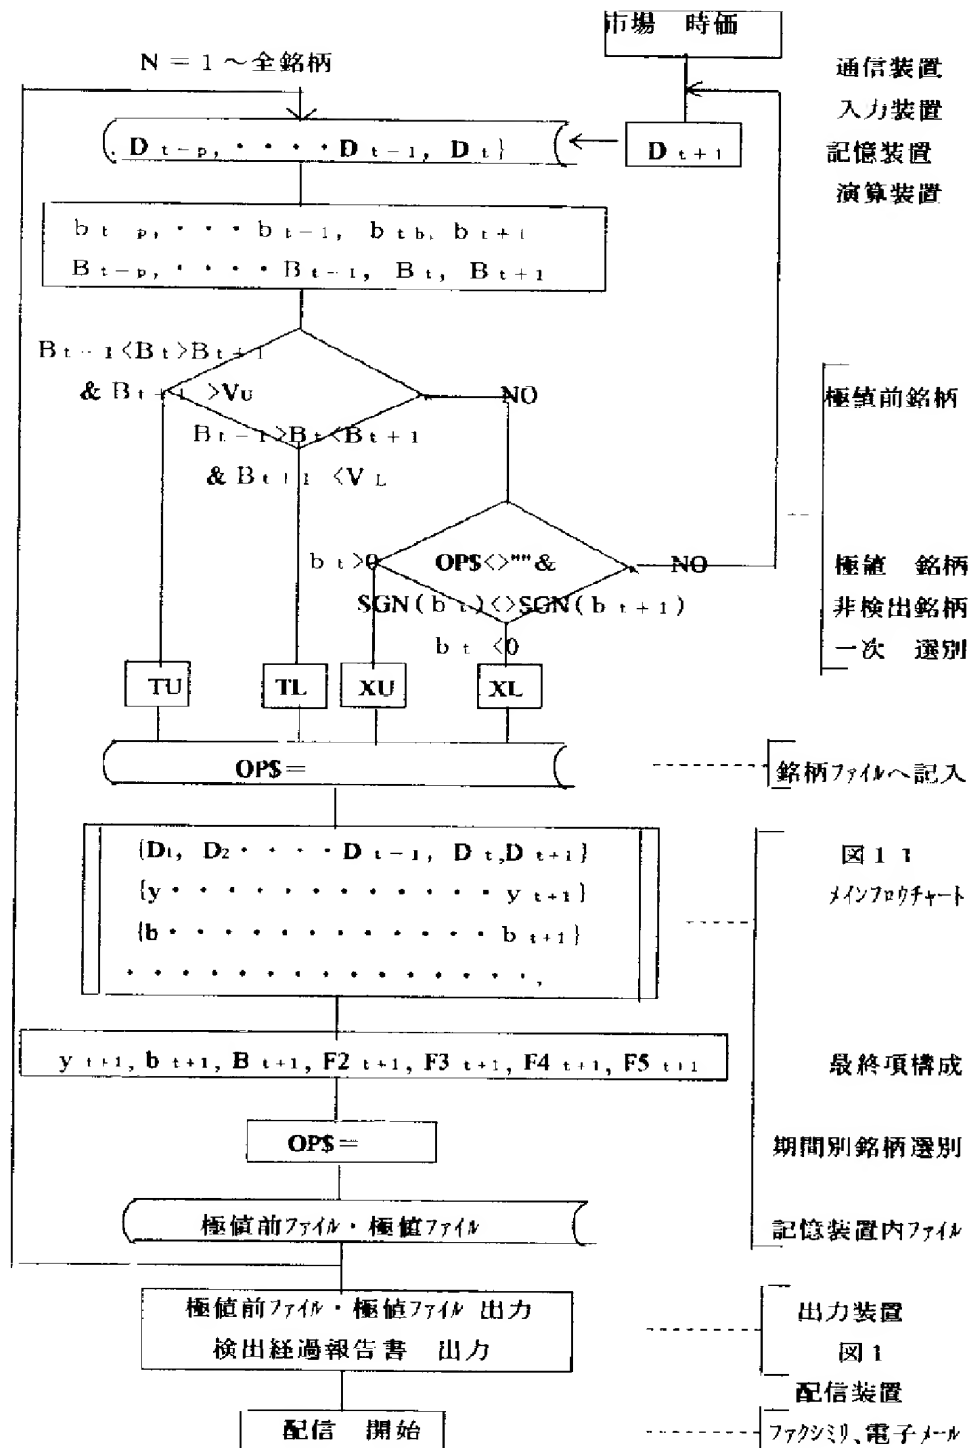 市場 時価
N = 1 ~全銘柄
通信装置
入力装置
D t-p, ・・・・D t-1, D t}
D t+1
記憶装置
演算装置
b t p, ・・・b t-1, b tb, b t+1
B t-p, ・・・・B t-1, B t, B t+1
B t-1<B t>B t+1
& B t+1 >VU
NO
極値前銘柄
B t-1>B t<B t+1
& B t+1 <V L
b t>0
OP$<>""&
NO
極値 銘柄
SGN(b t)<>SGN(b t+1)
非検出銘柄
b t <0
一次 選別
TU
TL
XU
XL
OP$=
銘柄ファイルへ記入
{D1, D2・・・・D t-1, D t,D t+1}
図1 1
{y・・・・・・・・・・・・y t+1}
メインフロウチャート
{b・・・・・・・・・・・・b t+1}
・・・・・・・・・・・・・・・,
y t+1, b t+1, B t+1, F2 t+1, F3 t+1, F4 t+1, F5 t+1
最終項構成
OP$=
期間別銘柄選別
極値前ファイル・極値ファイル
記憶装置内ファイル
極値前ファイル・極値ファイル 出力
検出経過報告書 出力
出力装置
図1
配信装置
配信 開始
ファクシミリ、電子メール